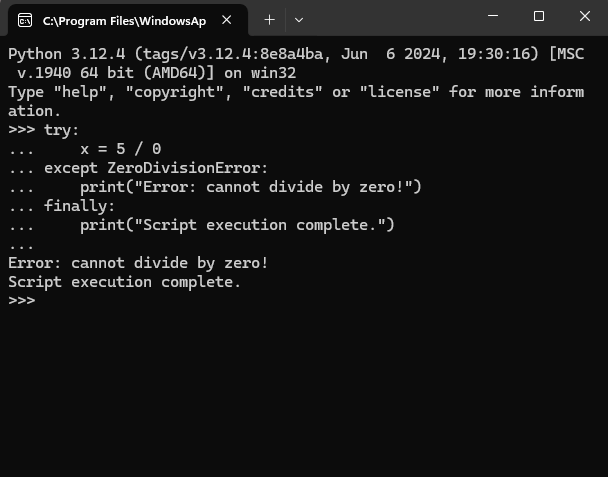 C:\Program Files\WindowsAp
Python 3.12.4 (tags/v3.12.4:8e8a4ba, Jun  6 2024, 19:30:16) [MSC
 v.1940 64 bit (AMD64)] on win32
Type "help", "copyright", "credits" or "license" for more inform
ation.
>>> try:
...     x = 5 / 0
... except ZeroDivisionError:
...     print("Error: cannot divide by zero!")
... finally:
...     print("Script execution complete.")
...
Error: cannot divide by zero!
Script execution complete.
>>>